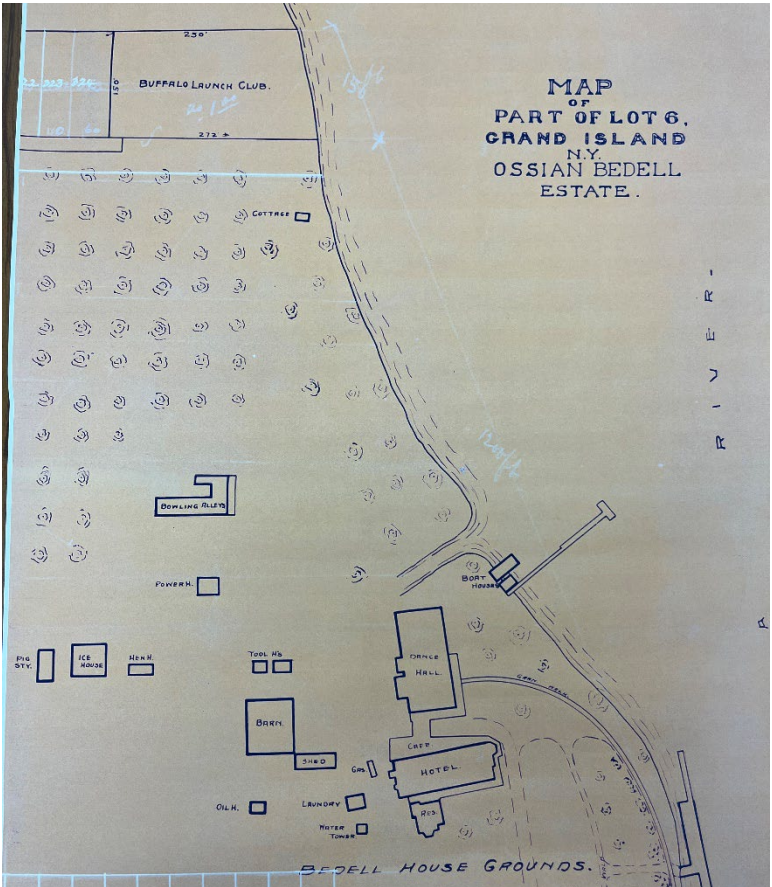 MAP
OF
PART OF LOT 6,
GRAND ISLAND
N.Y.
OSSIAN BEDELL
ESTATE.
230'
150'
BUFFALO LAUNCH CLUB.
272 ±
COTTAGE
RIVER-
BOWLING ALLEYS
POWER H.
BOAT
HOUSE
PIG
STY.
ICE
HOUSE
HEN H.
TOOL H's
DANCE
HALL.
BARN.
SHED
CAFE.
GAS
HOTEL
OIL H.
LAUNDRY
RES.
WATER
TOWER
BEDELL HOUSE GROUNDS.